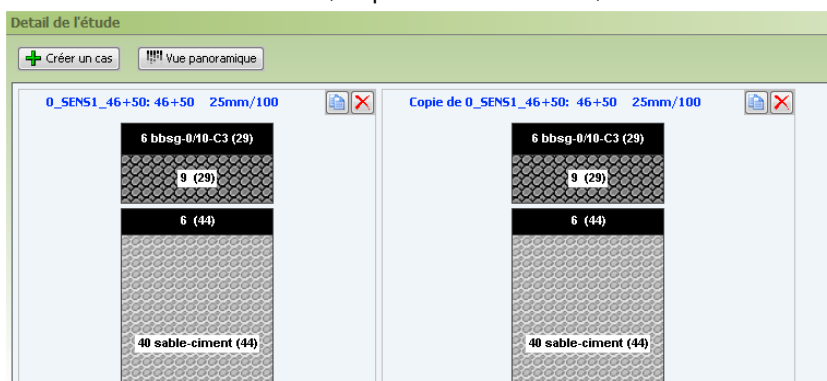 Detail de l'étude
Créer un cas Vue panoramique
0_SENS1_46+50: 46+50 25mm/100
6 bbsg-0/10-C3 (29)
9 (29)
6 (44)
40 sable-ciment (44)
Copie de 0_SENS1_46+50: 46+50 25mm/100
6 bbsg-0/10-C3 (29)
9 (29)
6 (44)
40 sable-ciment (44)